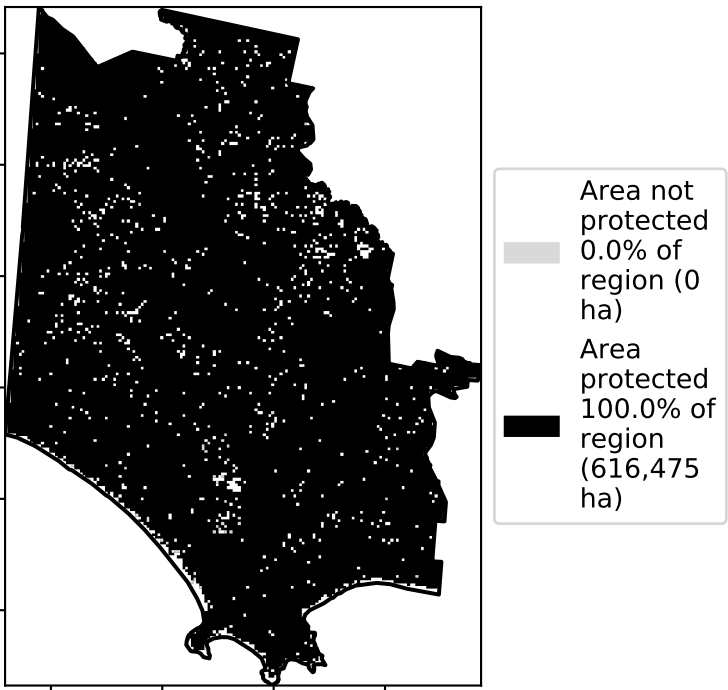 Area not
protected
0.0% of
region (0
ha)
Area
protected
100.0% of
region
(616,475
ha)